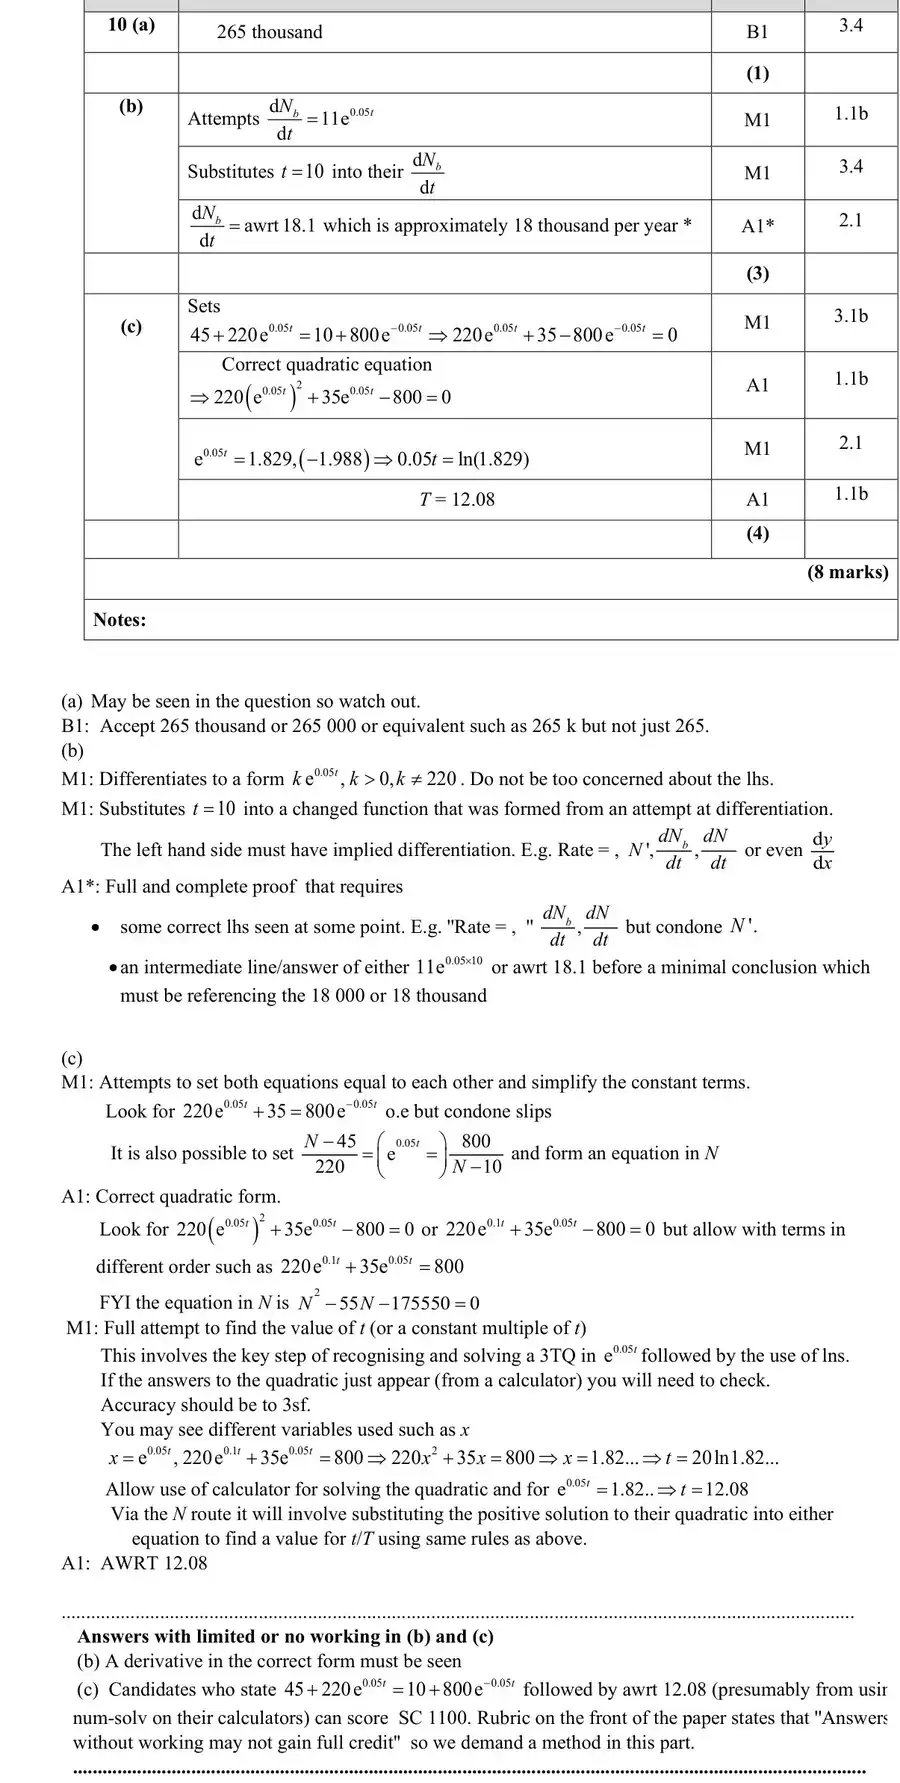 10 (a) 265 thousand B1 3.4
(1)
(b) Attempts dN_b/dt = 11e^{0.05t} M1 1.1b
Substitutes t = 10 into their dN_b/dt M1 3.4
dN_b/dt = awrt 18.1 which is approximately 18 thousand per year * A1* 2.1
(3)
(c) Sets
45 + 220e^{0.05t} = 10 + 800e^{−0.05t} ⇒ 220e^{0.05t} + 35 − 800e^{−0.05t} = 0 M1 3.1b
Correct quadratic equation
⇒ 220(e^{0.05t})^2 + 35e^{0.05t} − 800 = 0 A1 1.1b
e^{0.05t} = 1.829, (−1.988) ⇒ 0.05t = ln(1.829) M1 2.1
T = 12.08 A1 1.1b
(4)
(8 marks)
Notes:
(a) May be seen in the question so watch out.
B1: Accept 265 thousand or 265 000 or equivalent such as 265 k but not just 265.
(b)
M1: Differentiates to a form k e^{0.05t}, k > 0, k ≠ 220 . Do not be too concerned about the lhs.
M1: Substitutes t = 10 into a changed function that was formed from an attempt at differentiation.
The left hand side must have implied differentiation. E.g. Rate = , N', dN_b/dt, dN/dt or even dy/dx
A1*: Full and complete proof that requires
• some correct lhs seen at some point. E.g. "Rate = , " dN_b/dt, dN/dt but condone N'.
• an intermediate line/answer of either 11e^{0.05×10} or awrt 18.1 before a minimal conclusion which
must be referencing the 18 000 or 18 thousand
(c)
M1: Attempts to set both equations equal to each other and simplify the constant terms.
Look for 220e^{0.05t} + 35 = 800e^{−0.05t} o.e but condone slips
It is also possible to set (N − 45)/220 = (e^{0.05t} =) 800/(N − 10) and form an equation in N
A1: Correct quadratic form.
Look for 220(e^{0.05t})^2 + 35e^{0.05t} − 800 = 0 or 220e^{0.1t} + 35e^{0.05t} − 800 = 0 but allow with terms in
different order such as 220e^{0.1t} + 35e^{0.05t} = 800
FYI the equation in N is N^2 − 55N − 175550 = 0
M1: Full attempt to find the value of t (or a constant multiple of t)
This involves the key step of recognising and solving a 3TQ in e^{0.05t} followed by the use of lns.
If the answers to the quadratic just appear (from a calculator) you will need to check.
Accuracy should be to 3sf.
You may see different variables used such as x
x = e^{0.05t}, 220e^{0.1t} + 35e^{0.05t} = 800 ⇒ 220x^2 + 35x = 800 ⇒ x = 1.82... ⇒ t = 20ln1.82...
Allow use of calculator for solving the quadratic and for e^{0.05t} = 1.82.. ⇒ t = 12.08
Via the N route it will involve substituting the positive solution to their quadratic into either
equation to find a value for t/T using same rules as above.
A1: AWRT 12.08
Answers with limited or no working in (b) and (c)
(b) A derivative in the correct form must be seen
(c) Candidates who state 45 + 220e^{0.05t} = 10 + 800e^{−0.05t} followed by awrt 12.08 (presumably from usin
num-solv on their calculators) can score SC 1100. Rubric on the front of the paper states that "Answers
without working may not gain full credit" so we demand a method in this part.